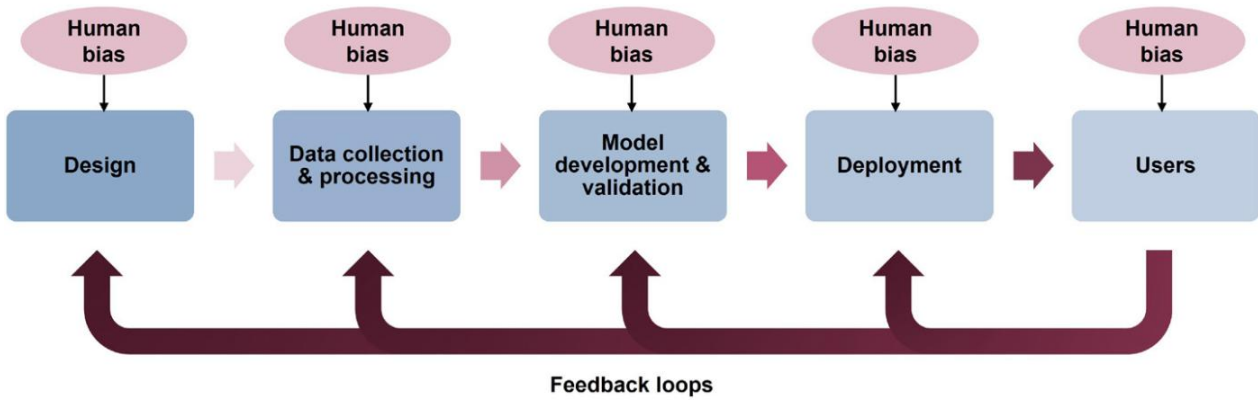 Human
bias
Human
bias
Human
bias
Human
bias
Human
bias
Design
Data collection
& processing
Model
development &
validation
Deployment
Users
Feedback loops